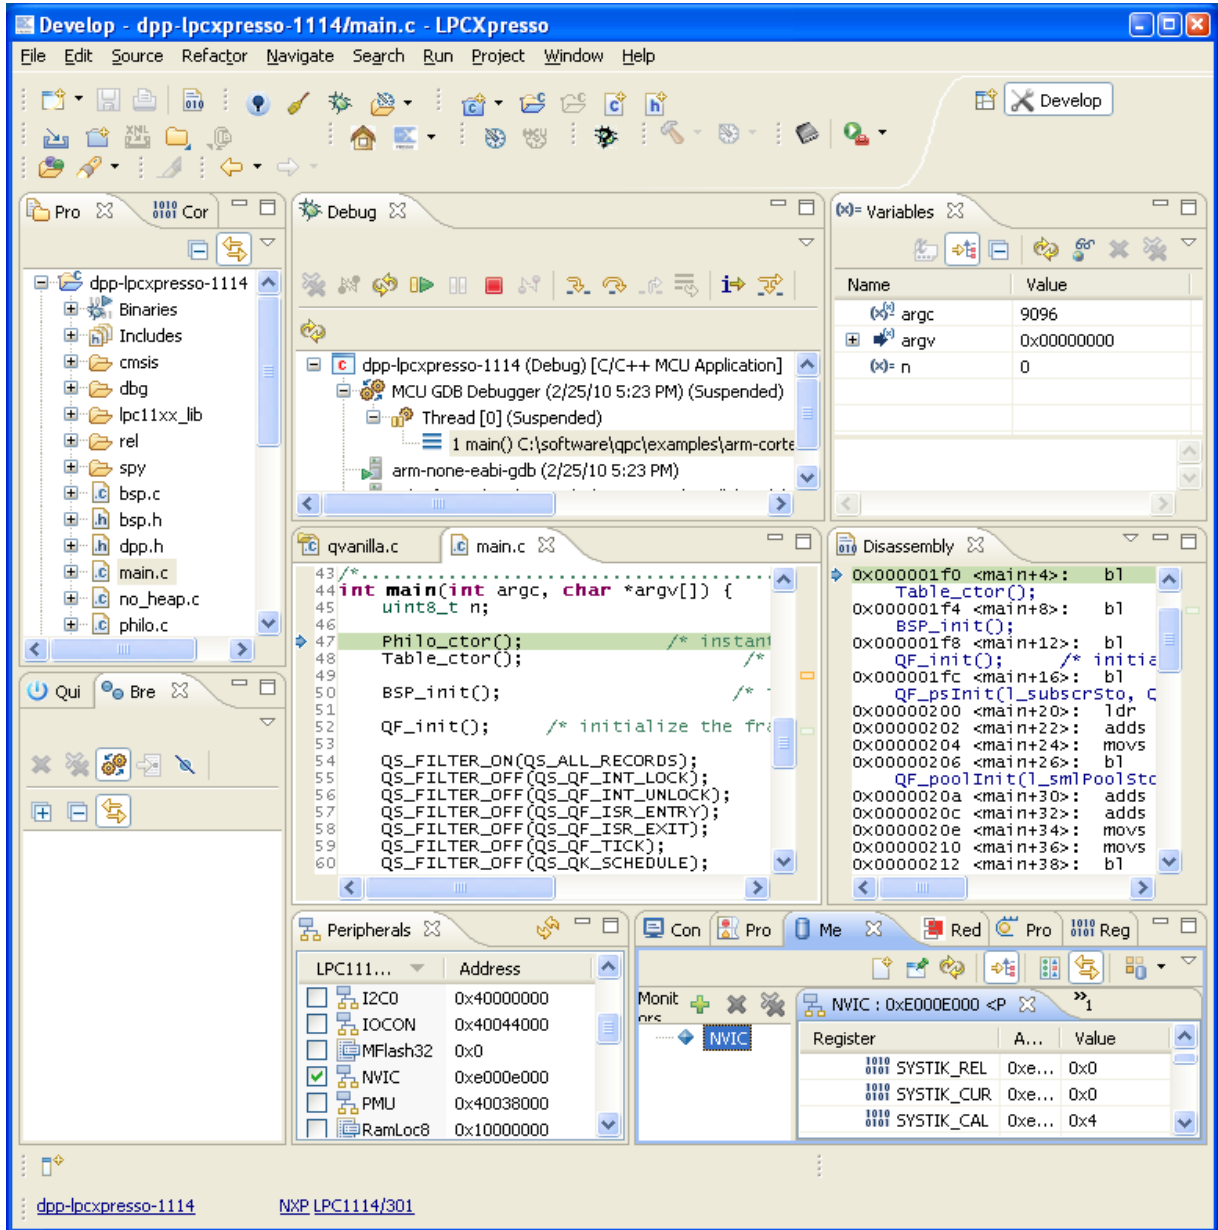 Develop - dpp-lpcxpresso-1114/main.c - LPCXpresso
File Edit Source Refactor Navigate Search Run Project Window Help
Develop
Pro
Cor
dpp-lpcxpresso-1114
Binaries
Includes
cmsis
dbg
lpc11xx_lib
rel
spy
bsp.c
bsp.h
dpp.h
main.c
no_heap.c
philo.c
Debug
dpp-lpcxpresso-1114 (Debug) [C/C++ MCU Application]
MCU GDB Debugger (2/25/10 5:23 PM) (Suspended)
Thread [0] (Suspended)
1 main() C:\software\qpc\examples\arm-corte
arm-none-eabi-gdb (2/25/10 5:23 PM)
(x)= Variables
Name Value
argc 9096
argv 0x00000000
(x)= n 0
Qui
Bre
qvanilla.c
main.c
43 /*..........................................
44 int main(int argc, char *argv[]) {
45 uint8_t n;
46
47 Philo_ctor(); /* instant
48 Table_ctor(); /*
49
50 BSP_init(); /*
51
52 QF_init(); /* initialize the fra
53
54 QS_FILTER_ON(QS_ALL_RECORDS);
55 QS_FILTER_OFF(QS_QF_INT_LOCK);
56 QS_FILTER_OFF(QS_QF_INT_UNLOCK);
57 QS_FILTER_OFF(QS_QF_ISR_ENTRY);
58 QS_FILTER_OFF(QS_QF_ISR_EXIT);
59 QS_FILTER_OFF(QS_QF_TICK);
60 QS_FILTER_OFF(QS_QK_SCHEDULE);
Disassembly
0x000001f0 <main+4>: bl
Table_ctor();
0x000001f4 <main+8>: bl
BSP_init();
0x000001f8 <main+12>: bl
QF_init(); /* initia
0x000001fc <main+16>: bl
QF_psInit(l_subscrSto, Q
0x00000200 <main+20>: ldr
0x00000202 <main+22>: adds
0x00000204 <main+24>: movs
0x00000206 <main+26>: bl
QF_poolInit(l_smlPoolSto
0x0000020a <main+30>: adds
0x0000020c <main+32>: adds
0x0000020e <main+34>: movs
0x00000210 <main+36>: movs
0x00000212 <main+38>: bl
Peripherals
LPC111... Address
I2C0 0x40000000
IOCON 0x40044000
MFlash32 0x0
NVIC 0xe000e000
PMU 0x40038000
RamLoc8 0x10000000
Con
Pro
Me
Red
Pro
Reg
Monit
ors
NVIC
NVIC : 0xE000E000 <P
»1
Register A... Value
SYSTIK_REL 0xe... 0x0
SYSTIK_CUR 0xe... 0x0
SYSTIK_CAL 0xe... 0x4
dpp-lpcxpresso-1114
NXP LPC1114/301